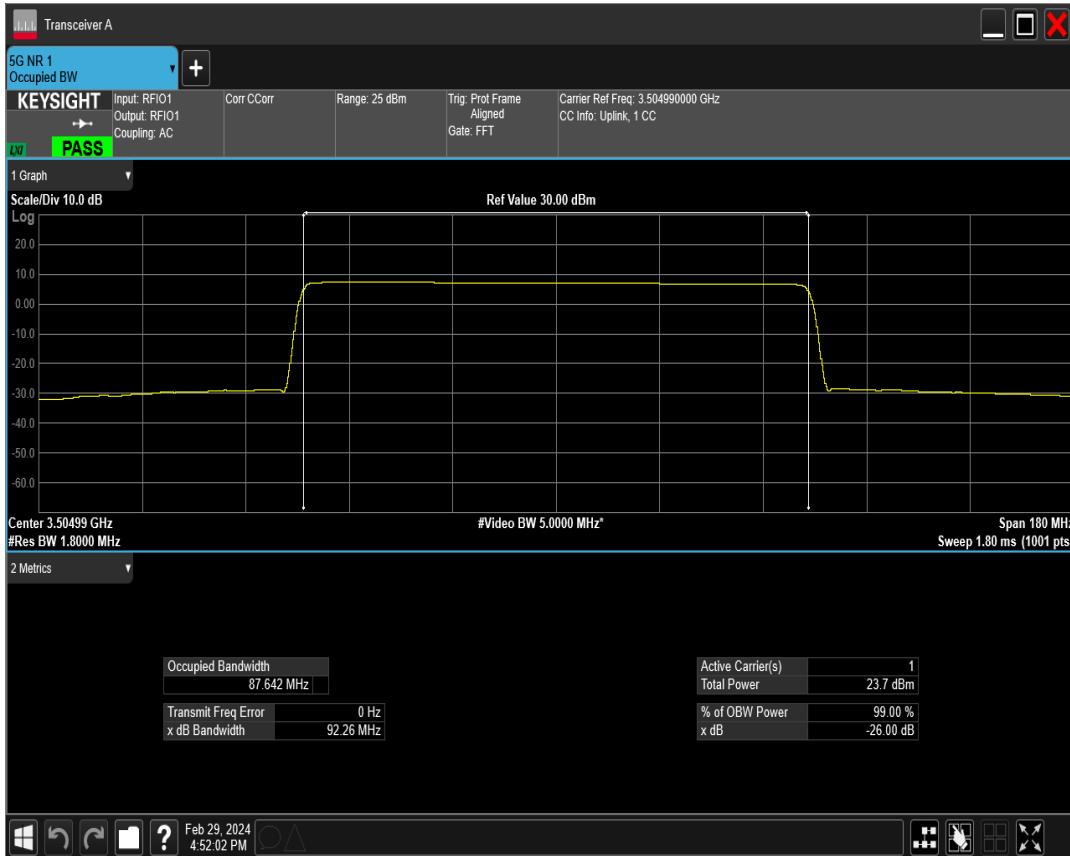 Transceiver A
5G NR 1
Occupied BW
KEYSIGHT
LXI
PASS
Input: RFIO1
Output: RFIO1
Coupling: AC
Corr CCorr
Range: 25 dBm
Trig: Prot Frame
Aligned
Gate: FFT
Carrier Ref Freq: 3.504990000 GHz
CC Info: Uplink, 1 CC
1 Graph
Scale/Div 10.0 dB
Ref Value 30.00 dBm
Log
20.0
10.0
0.00
-10.0
-20.0
-30.0
-40.0
-50.0
-60.0
Center 3.50499 GHz
#Video BW 5.0000 MHz*
Span 180 MHz
#Res BW 1.8000 MHz
Sweep 1.80 ms (1001 pts
2 Metrics
Occupied Bandwidth
87.642 MHz
Transmit Freq Error 0 Hz
x dB Bandwidth 92.26 MHz
Active Carrier(s) 1
Total Power 23.7 dBm
% of OBW Power 99.00 %
x dB -26.00 dB
?
Feb 29, 2024
4:52:02 PM